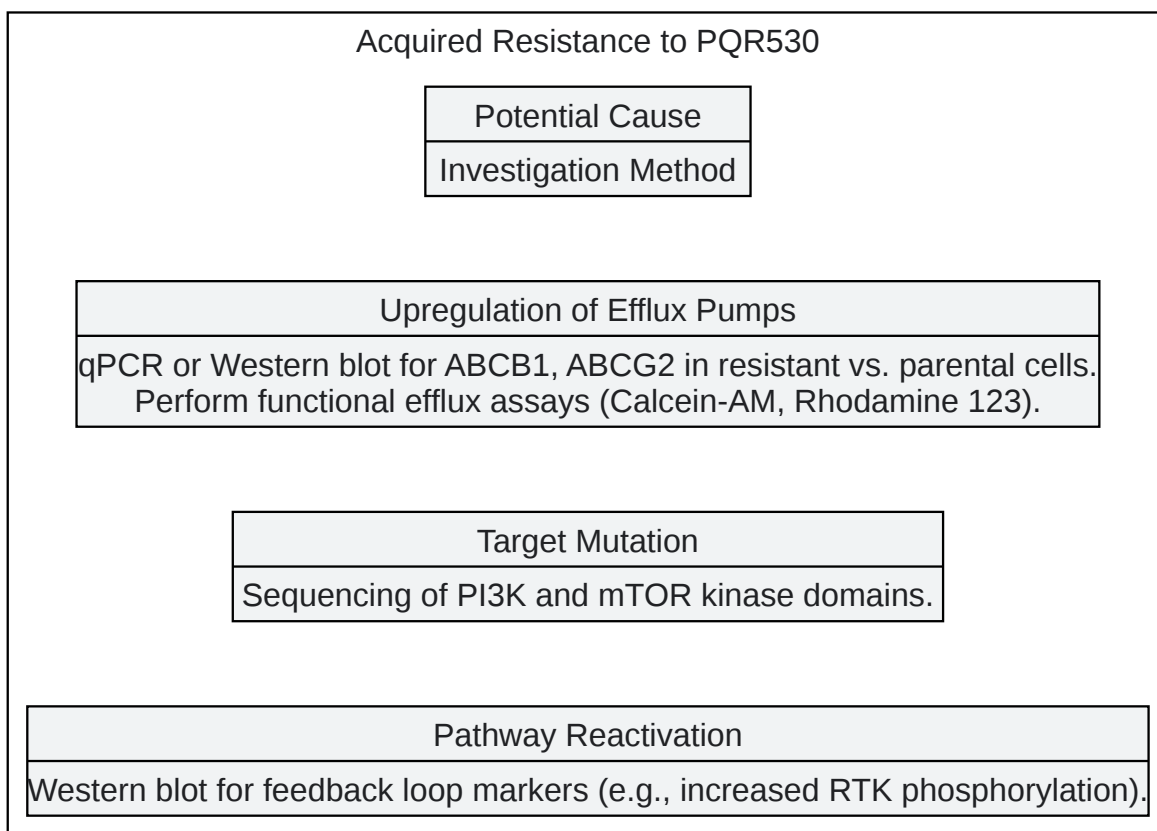 Acquired Resistance to PQR530
Potential Cause
Investigation Method
Upregulation of Efflux Pumps
qPCR or Western blot for ABCB1, ABCG2 in resistant vs. parental cells.
Perform functional efflux assays (Calcein-AM, Rhodamine 123).
Target Mutation
Sequencing of PI3K and mTOR kinase domains.
Pathway Reactivation
Western blot for feedback loop markers (e.g., increased RTK phosphorylation).